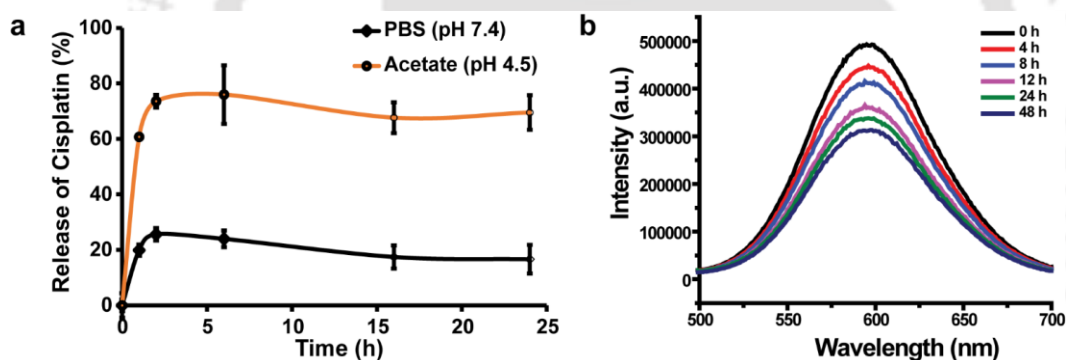 a
PBS (pH 7.4)
Acetate (pH 4.5)
Release of Cisplatin (%)
100
80
60
40
20
0
0 5 10 15 20 25
Time (h)
b
0 h
4 h
8 h
12 h
24 h
48 h
Intensity (a.u.)
500000
400000
300000
200000
100000
0
500 550 600 650 700
Wavelength (nm)